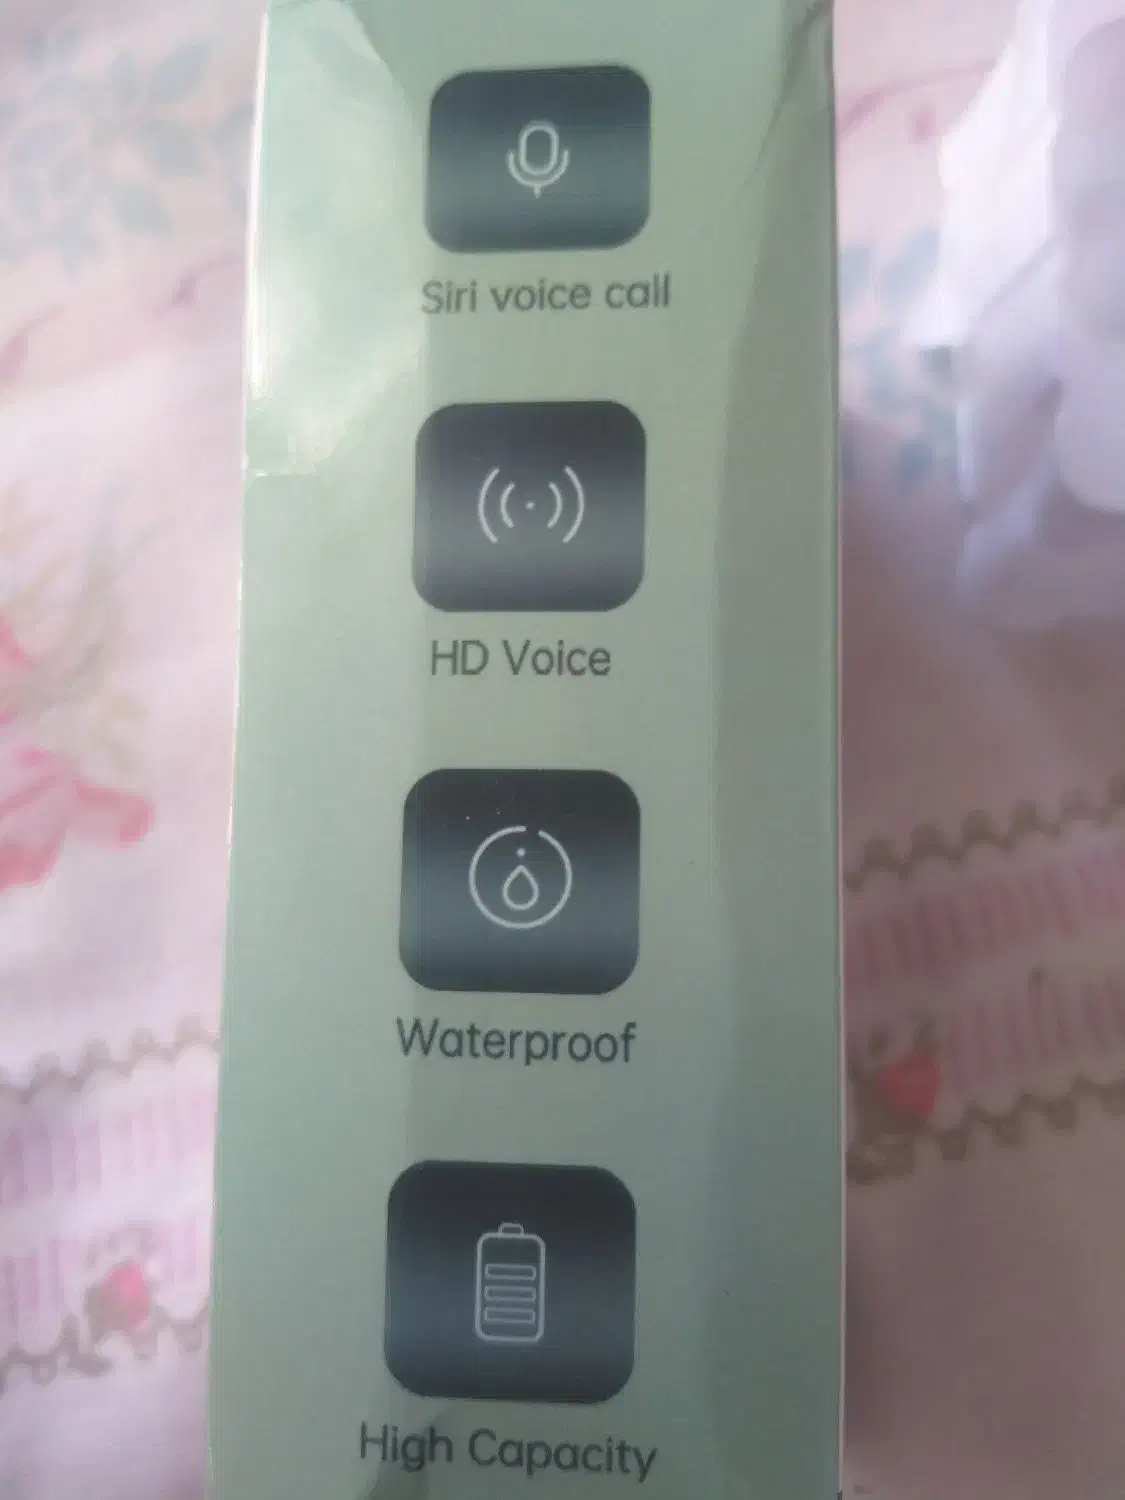 Siri voice call
HD Voice
Waterproof
High Capacity